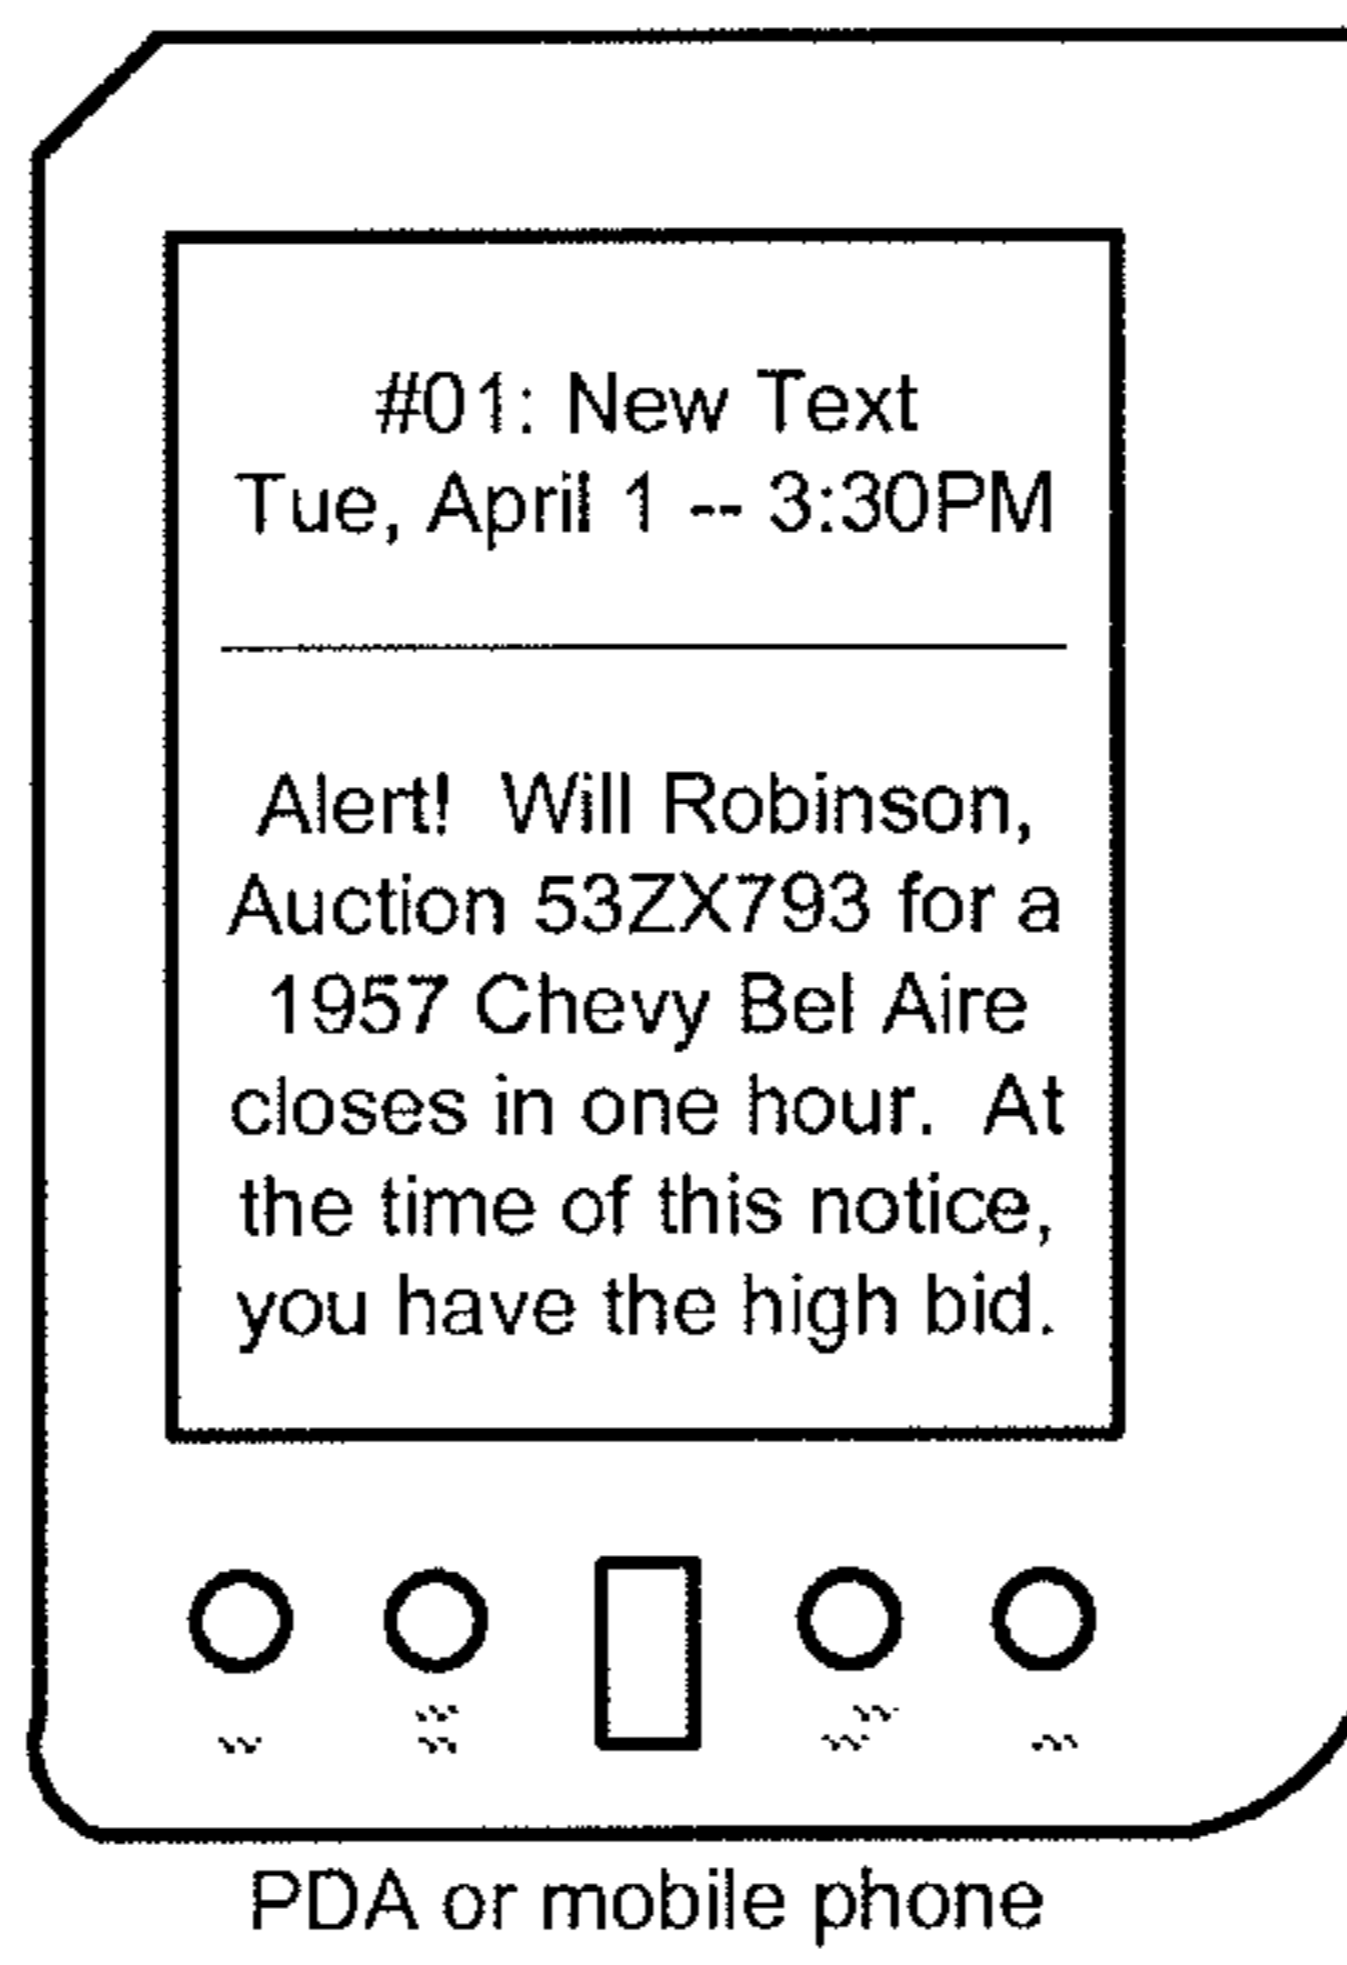 #01: New Text
Tue, April 1 -- 3:30PM
Alert!  Will Robinson,
Auction 53ZX793 for a
1957 Chevy Bel Aire
closes in one hour.  At
the time of this notice,
you have the high bid.
PDA or mobile phone